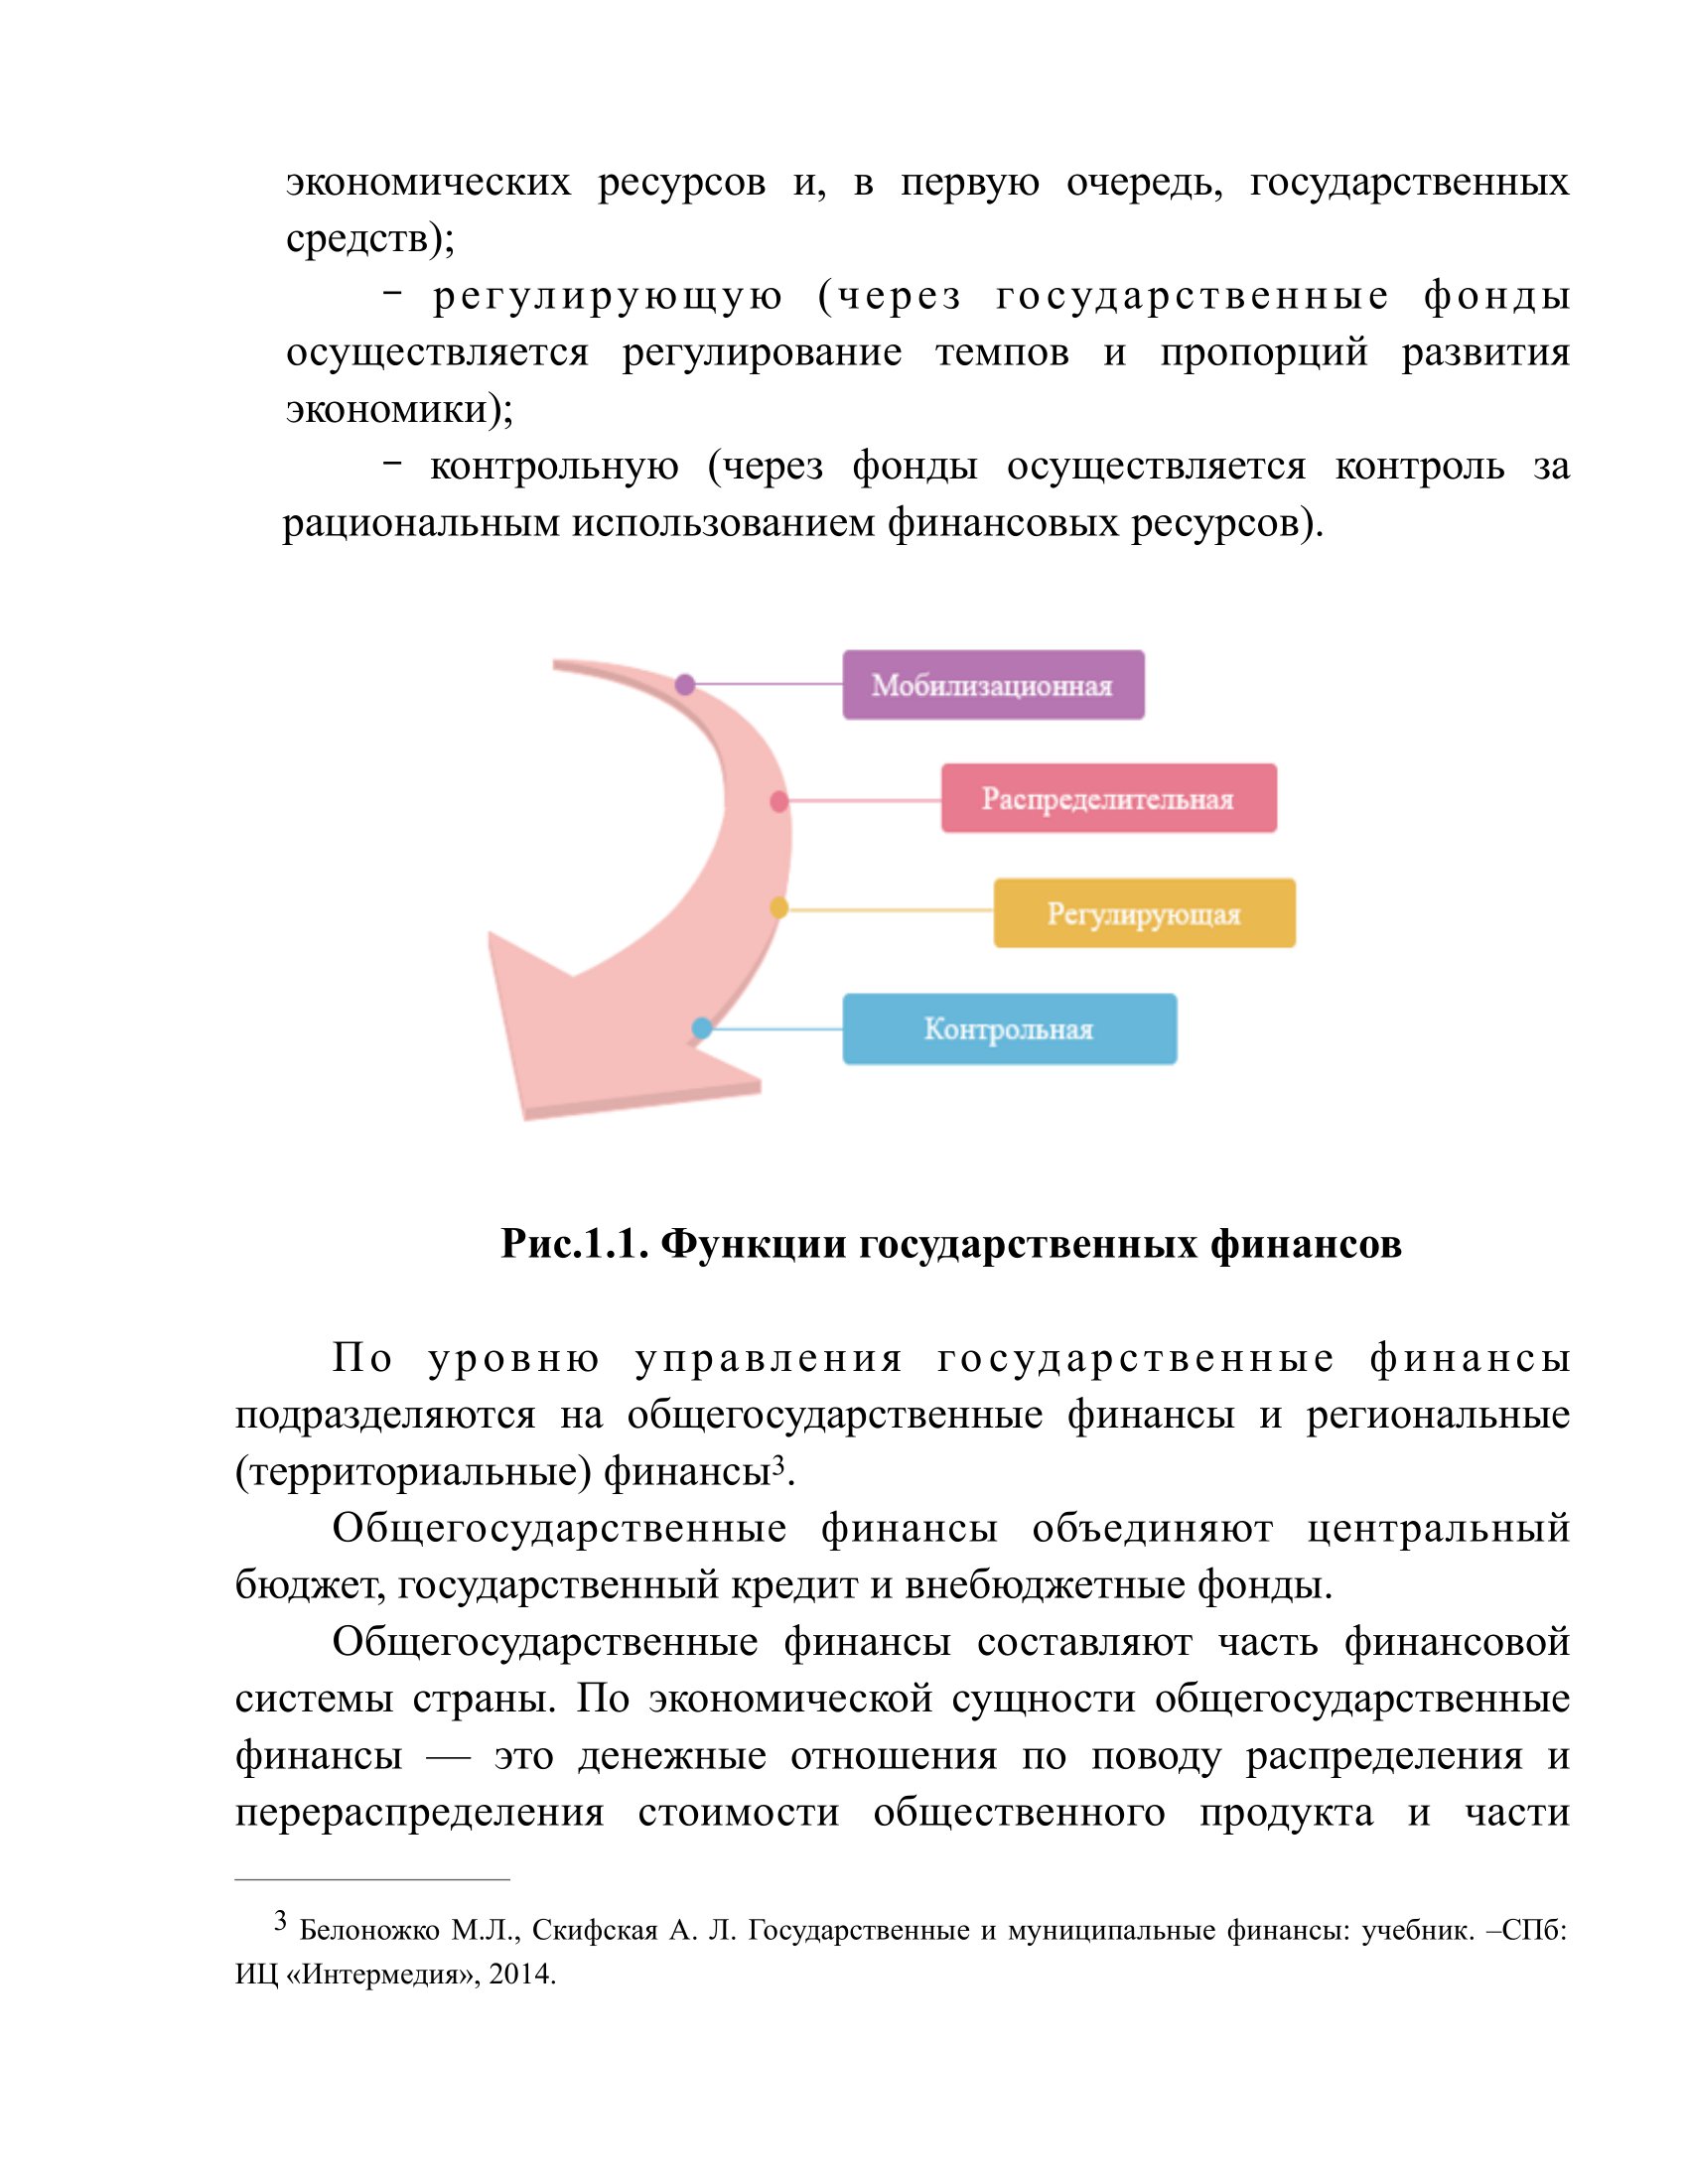 экономических ресурсов и, в первую очередь, государственных
средств);
− регулирующую (через государственные фонды
осуществляется регулирование темпов и пропорций развития
экономики);
− контрольную (через фонды осуществляется контроль за
рациональным использованием финансовых ресурсов).
Мобилизационная
Распределительная
Регулирующая
Контрольная
Рис.1.1. Функции государственных финансов
По уровню управления государственные финансы
подразделяются на общегосударственные финансы и региональные
(территориальные) финансы³.
Общегосударственные финансы объединяют центральный
бюджет, государственный кредит и внебюджетные фонды.
Общегосударственные финансы составляют часть финансовой
системы страны. По экономической сущности общегосударственные
финансы — это денежные отношения по поводу распределения и
перераспределения стоимости общественного продукта и части
³ Белоножко М.Л., Скифская А. Л. Государственные и муниципальные финансы: учебник. –СПб:
ИЦ «Интермедия», 2014.